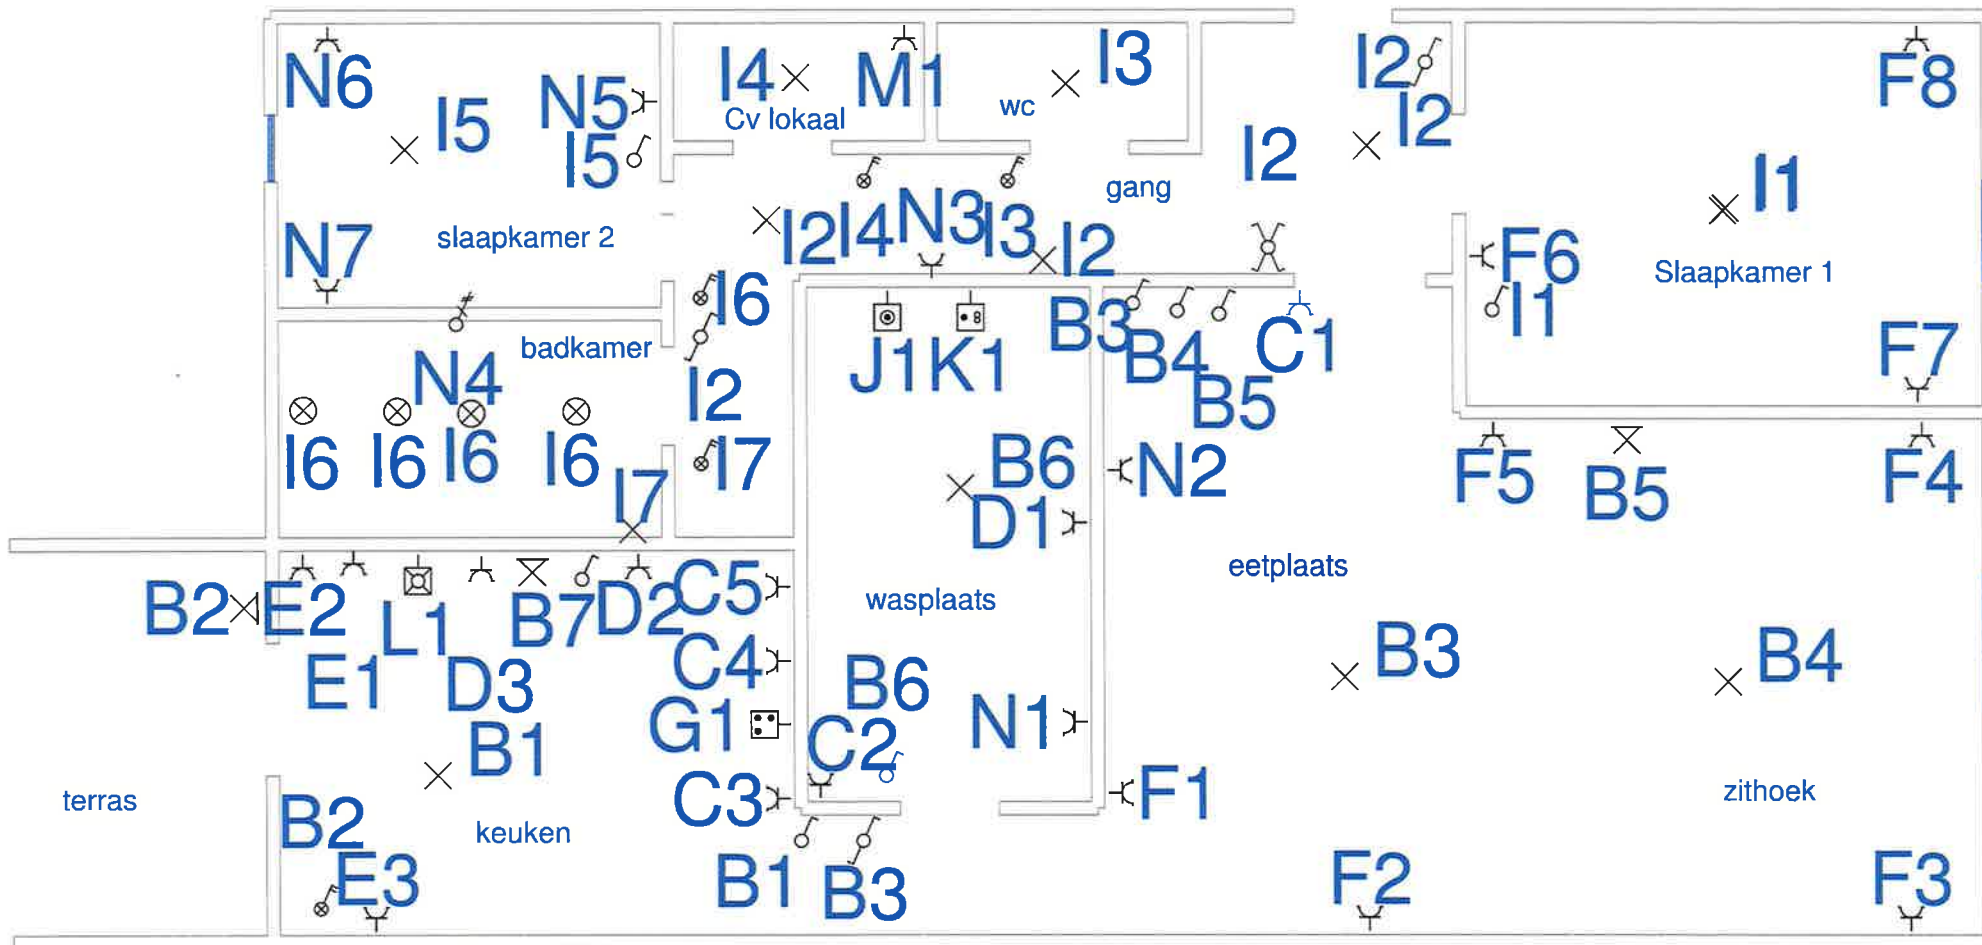 N6
I5
N5
I5
I4
Cv lokaal
M1
wc
I3
I2
I2
I2
F8
I1
gang
N7
slaapkamer 2
I2
I4
N3
I3
I2
F6
I1
Slaapkamer 1
I6
badkamer
N4
J1
K1
B3
B4
B5
C1
F7
I2
I6
I6
I6
I6
I7
I7
B6
D1
N2
F5
B5
F4
eetplaats
B2
E2
L1
B7
D2
C5
wasplaats
E1
D3
C4
B6
B3
B4
B1
G1
C2
N1
terras
B2
keuken
C3
F1
zithoek
E3
B1
B3
F2
F3